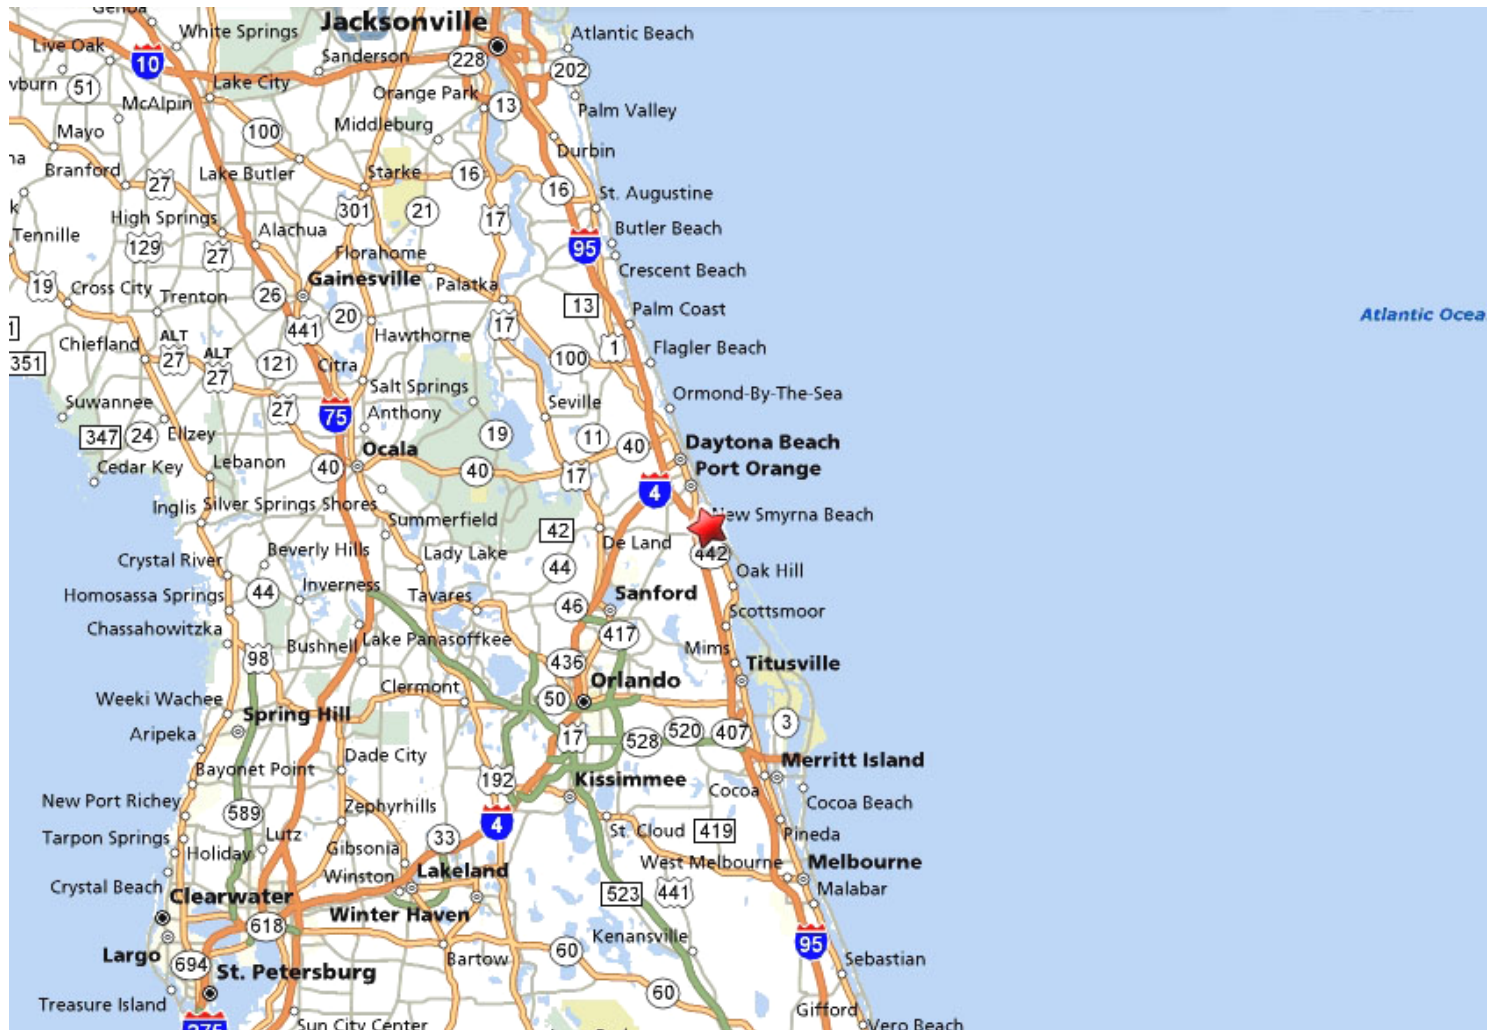 Genoa
White Springs
Jacksonville
Atlantic Beach
Live Oak
10
Sanderson
228
202
yburn
51
Lake City
McAlpin
Orange Park
13
Palm Valley
Mayo
100
Middleburg
Durbin
na
Branford
27
Lake Butler
Starke
16
16
St. Augustine
k
High Springs
301
21
17
Butler Beach
Tennille
129
27
Alachua
95
Florahome
Crescent Beach
19
Cross City
Trenton
26
Gainesville
Palatka
13
Palm Coast
1
20
441
Hawthorne
17
Chiefland
ALT
27
ALT
27
121
Citra
100
1
Flagler Beach
351
Salt Springs
Suwannee
27
75
Anthony
Seville
Ormond-By-The-Sea
347
24
Ellzey
19
11
40
Daytona Beach
Cedar Key
Lebanon
40
Ocala
40
17
Port Orange
4
Inglis
Silver Springs Shores
New Smyrna Beach
Summerfield
42
De Land
442
Crystal River
Beverly Hills
Lady Lake
44
Oak Hill
Homosassa Springs
44
Inverness
Tavares
46
Sanford
Scottsmoor
Chassahowitzka
Bushnell
Lake Panasoffkee
417
Mims
98
436
Titusville
Weeki Wachee
Clermont
50
Orlando
Spring Hill
3
Aripeka
17
528
520
407
Dade City
Merritt Island
Bayonet Point
192
Kissimmee
Cocoa
New Port Richey
Zephyrhills
Cocoa Beach
589
4
Tarpon Springs
Lutz
33
St. Cloud
419
Pineda
Holiday
Gibsonia
West Melbourne
Melbourne
Crystal Beach
Winston
Lakeland
523
441
Malabar
Clearwater
Winter Haven
618
Kenansville
95
Largo
694
Bartow
60
Sebastian
St. Petersburg
Treasure Island
60
Gifford
275
Sun City Center
Vero Beach
Atlantic Ocea